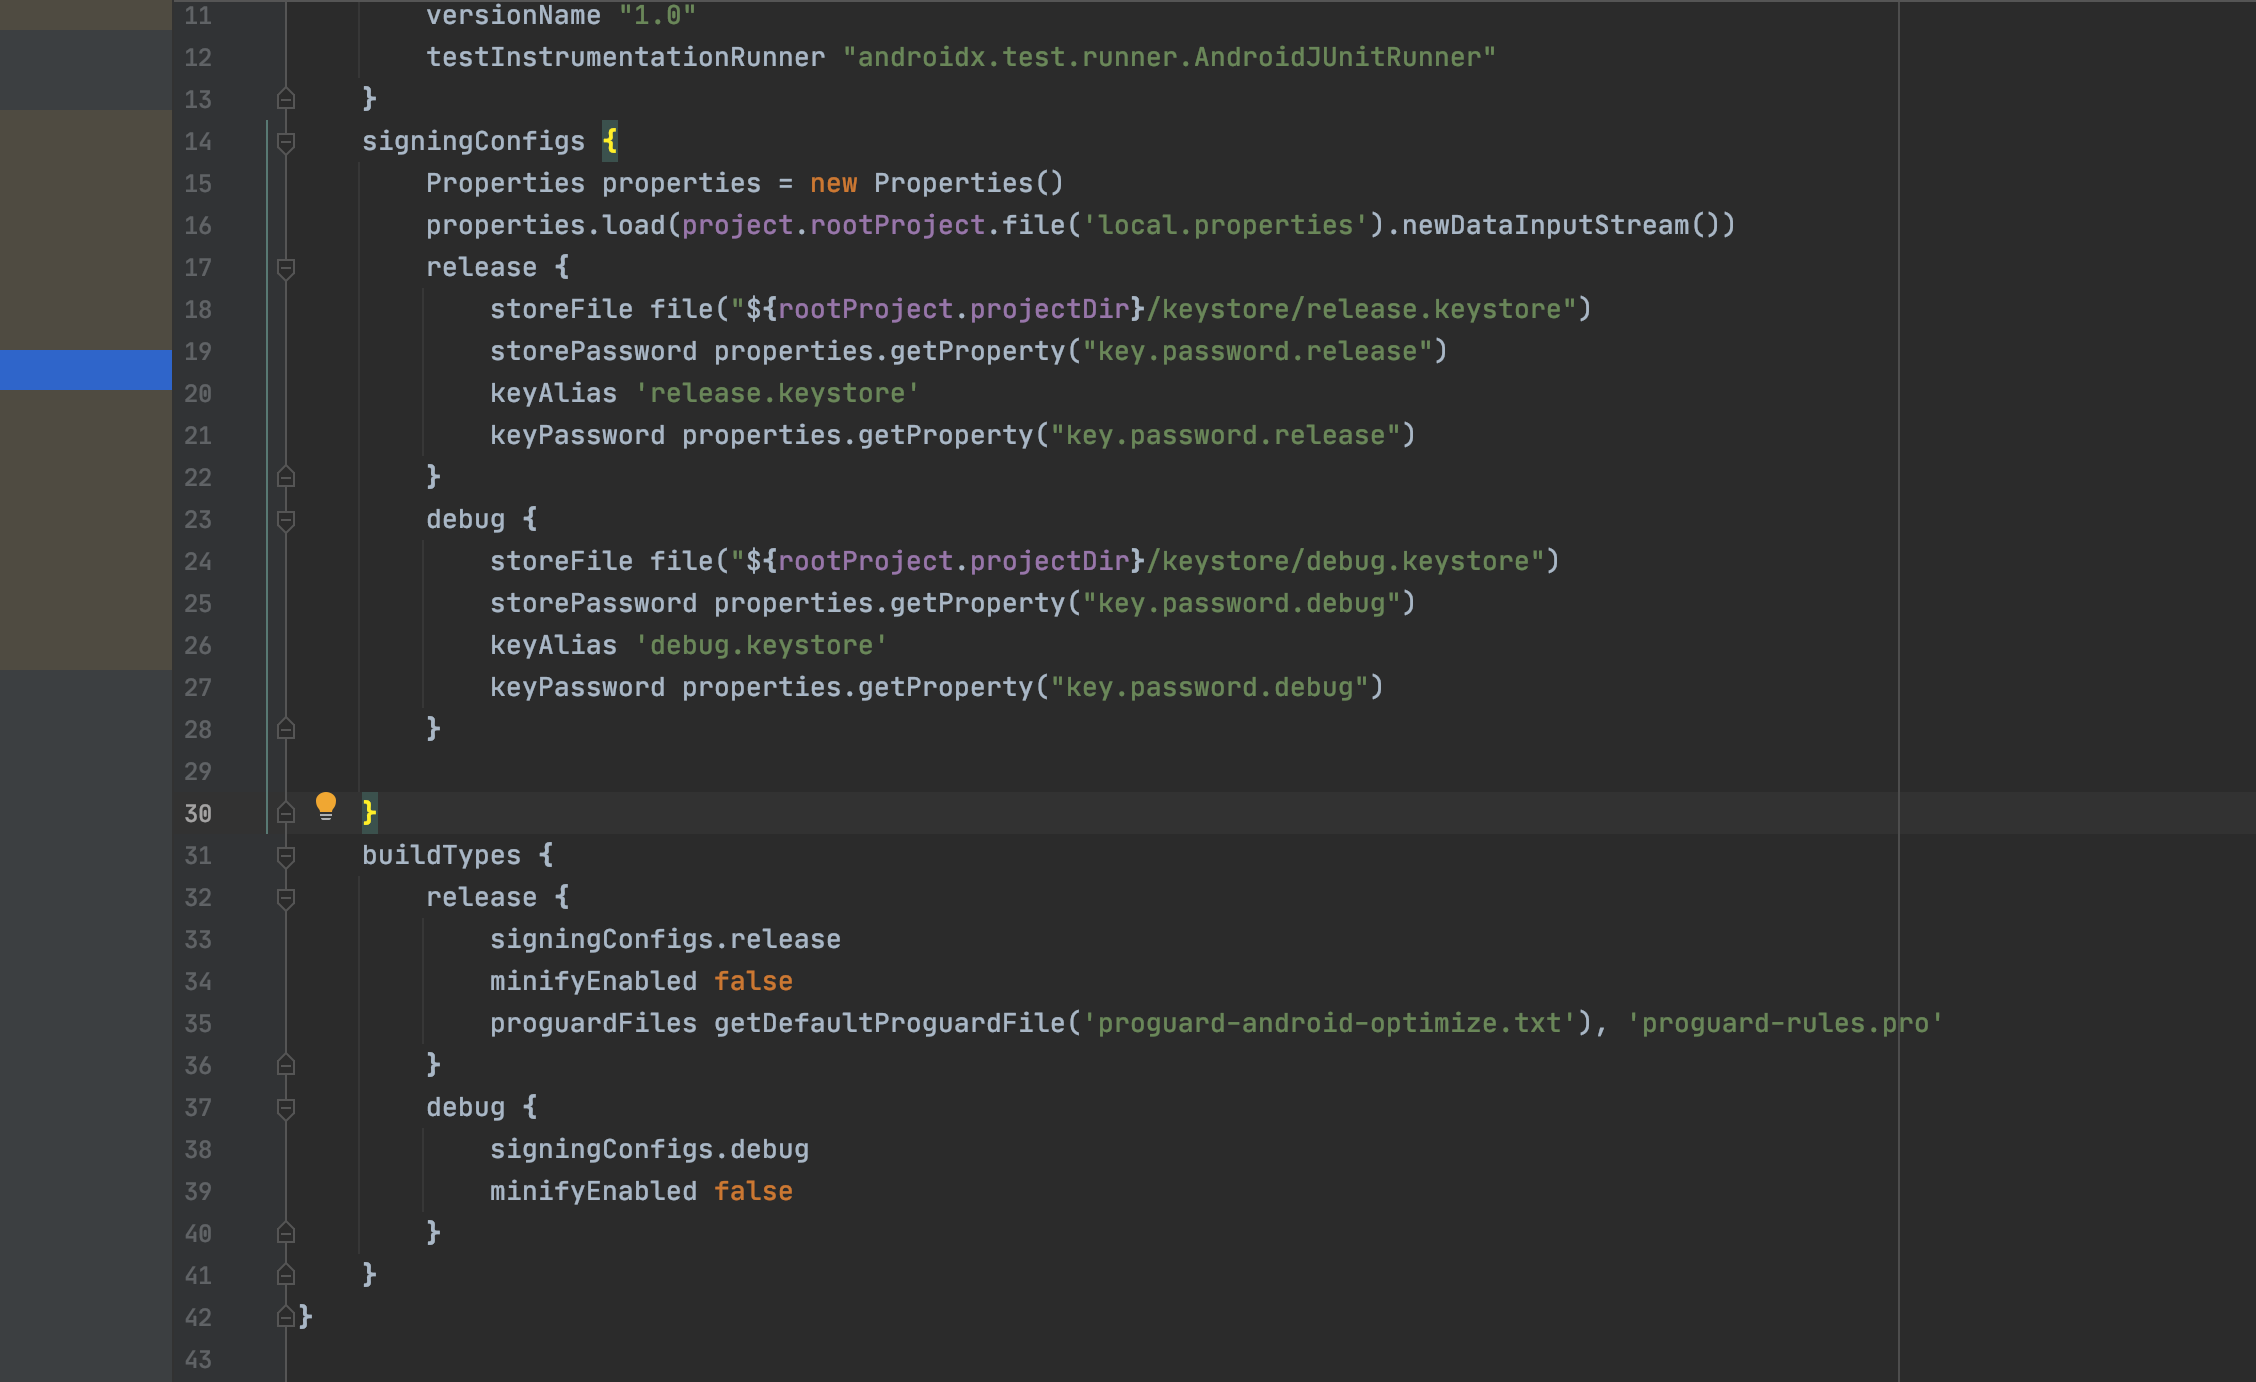 11 versionName "1.0"
12 testInstrumentationRunner "androidx.test.runner.AndroidJUnitRunner"
13 }
14 signingConfigs {
15 Properties properties = new Properties()
16 properties.load(project.rootProject.file('local.properties').newDataInputStream())
17 release {
18 storeFile file("${rootProject.projectDir}/keystore/release.keystore")
19 storePassword properties.getProperty("key.password.release")
20 keyAlias 'release.keystore'
21 keyPassword properties.getProperty("key.password.release")
22 }
23 debug {
24 storeFile file("${rootProject.projectDir}/keystore/debug.keystore")
25 storePassword properties.getProperty("key.password.debug")
26 keyAlias 'debug.keystore'
27 keyPassword properties.getProperty("key.password.debug")
28 }
29
30 }
31 buildTypes {
32 release {
33 signingConfigs.release
34 minifyEnabled false
35 proguardFiles getDefaultProguardFile('proguard-android-optimize.txt'), 'proguard-rules.pro'
36 }
37 debug {
38 signingConfigs.debug
39 minifyEnabled false
40 }
41 }
42 }
43